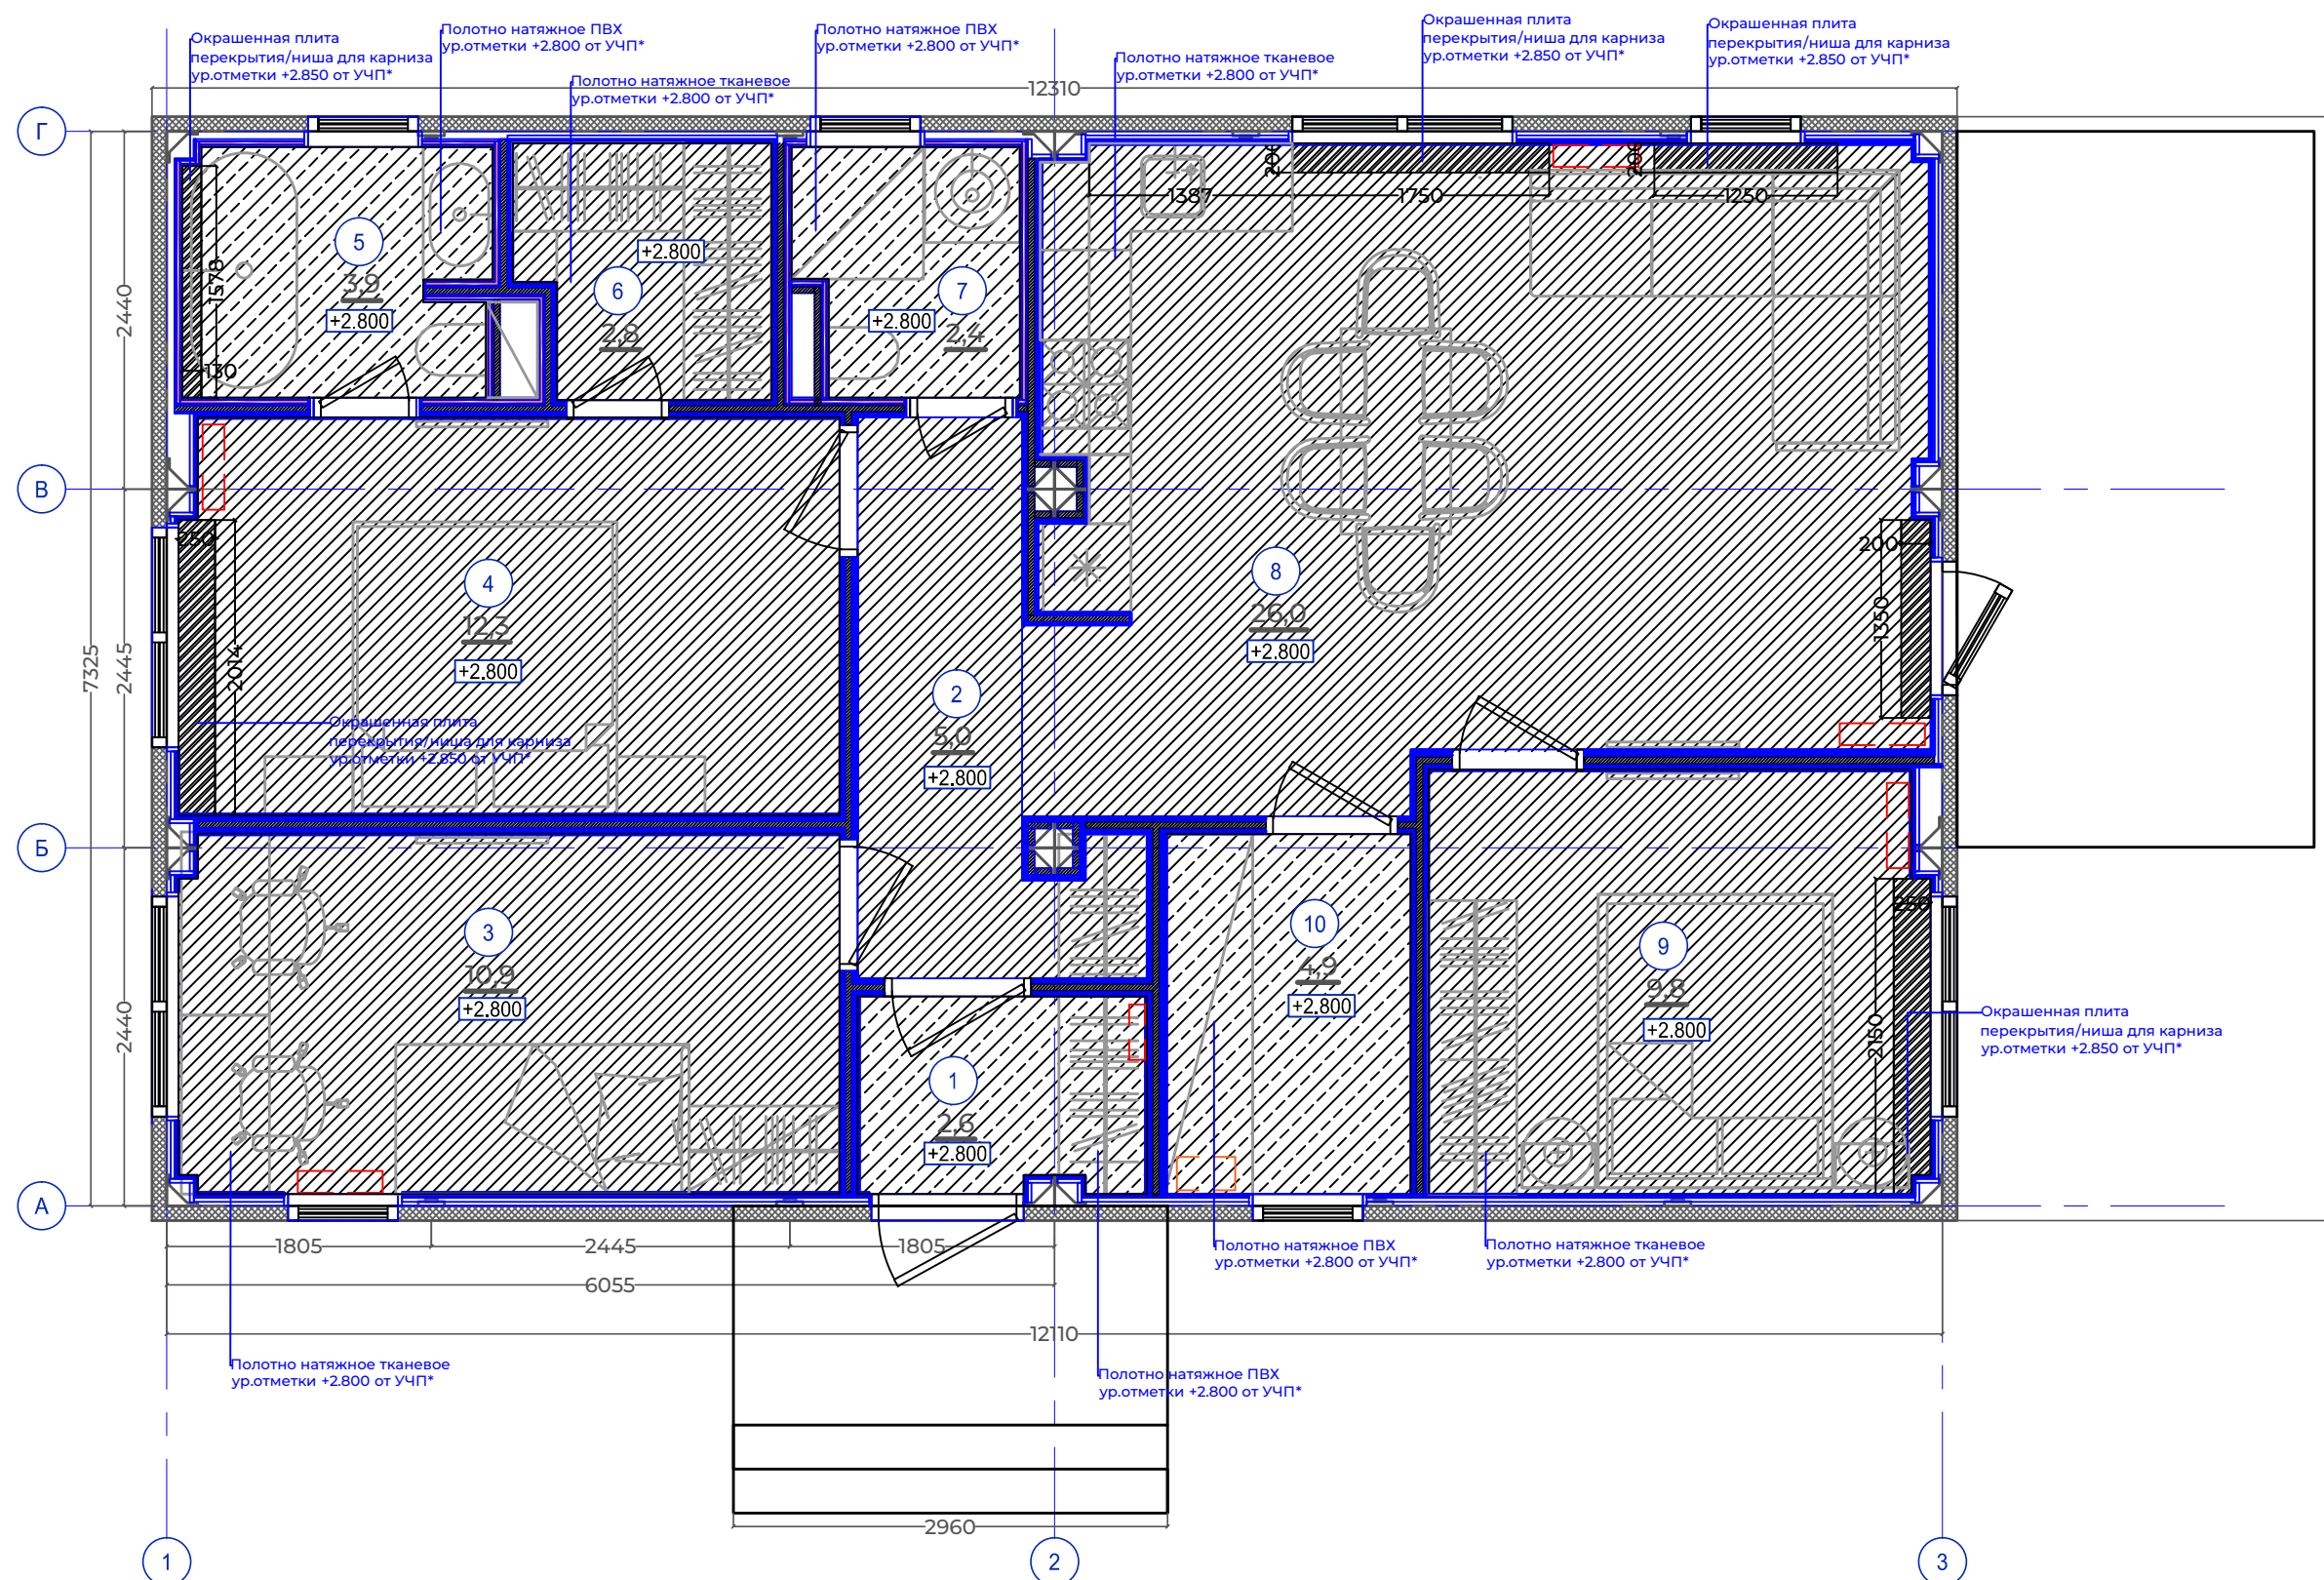 Окрашенная плита
перекрытия/ниша для карниза
ур.отметки +2.850 от УЧП*
Полотно натяжное ПВХ
ур.отметки +2.800 от УЧП*
Полотно натяжное тканевое
ур.отметки +2.800 от УЧП*
Полотно натяжное ПВХ
ур.отметки +2.800 от УЧП*
Полотно натяжное тканевое
ур.отметки +2.800 от УЧП*
Окрашенная плита
перекрытия/ниша для карниза
ур.отметки +2.850 от УЧП*
Окрашенная плита
перекрытия/ниша для карниза
ур.отметки +2.850 от УЧП*
12310
Г
В
Б
А
7325
2440
2445
2440
5
3,9
+2.800
1578
130
6
2,8
+2.800
7
2,4
+2.800
200
1387
1750
200
1250
4
12,3
+2.800
250
2014
Окрашенная плита
перекрытия/ниша для карниза
ур.отметки +2.850 от УЧП*
2
5,0
+2.800
8
26,0
+2.800
200
1350
3
10,9
+2.800
1
2,6
+2.800
10
4,9
+2.800
9
9,8
+2.800
250
2150
Окрашенная плита
перекрытия/ниша для карниза
ур.отметки +2.850 от УЧП*
1805
2445
1805
6055
12110
Полотно натяжное ПВХ
ур.отметки +2.800 от УЧП*
Полотно натяжное тканевое
ур.отметки +2.800 от УЧП*
Полотно натяжное тканевое
ур.отметки +2.800 от УЧП*
Полотно натяжное ПВХ
ур.отметки +2.800 от УЧП*
2960
1
2
3